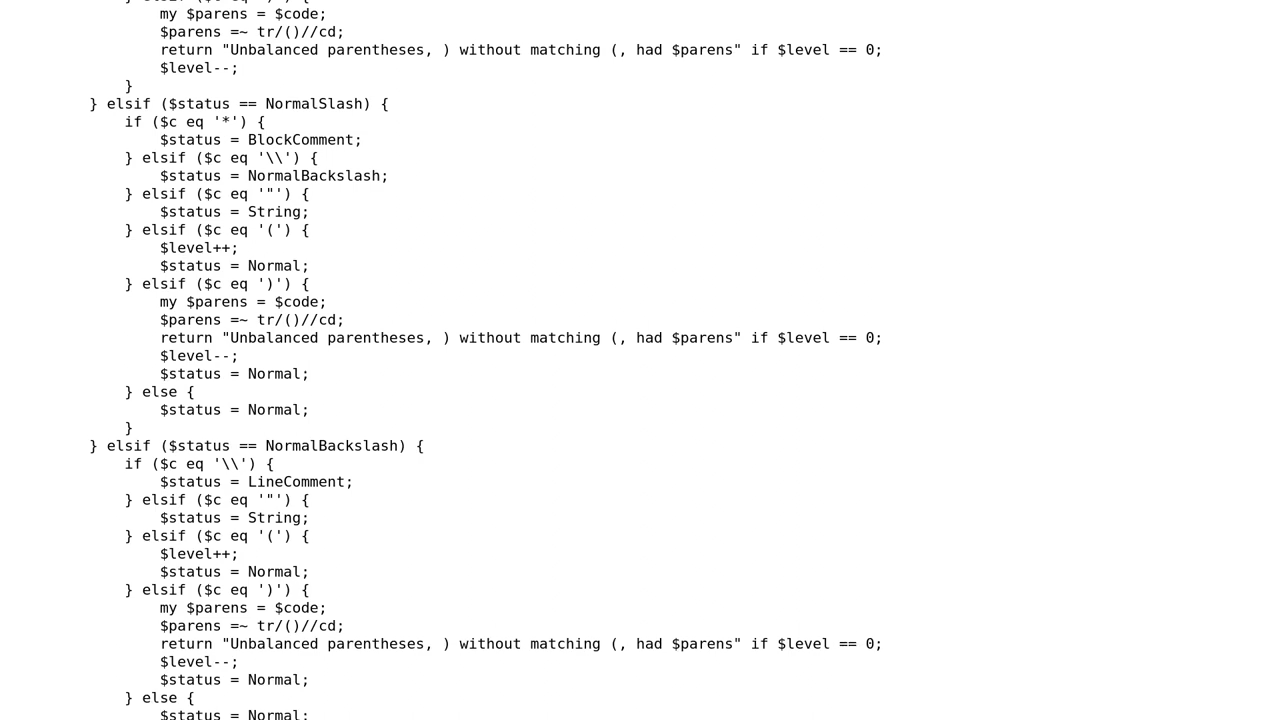 } elsif ($c eq ')') {
my $parens = $code;
$parens =~ tr/()//cd;
return "Unbalanced parentheses, ) without matching (, had $parens" if $level == 0;
$level--;
}
} elsif ($status == NormalSlash) {
if ($c eq '*') {
$status = BlockComment;
} elsif ($c eq '\\') {
$status = NormalBackslash;
} elsif ($c eq '"') {
$status = String;
} elsif ($c eq '(') {
$level++;
$status = Normal;
} elsif ($c eq ')') {
my $parens = $code;
$parens =~ tr/()//cd;
return "Unbalanced parentheses, ) without matching (, had $parens" if $level == 0;
$level--;
$status = Normal;
} else {
$status = Normal;
}
} elsif ($status == NormalBackslash) {
if ($c eq '\\') {
$status = LineComment;
} elsif ($c eq '"') {
$status = String;
} elsif ($c eq '(') {
$level++;
$status = Normal;
} elsif ($c eq ')') {
my $parens = $code;
$parens =~ tr/()//cd;
return "Unbalanced parentheses, ) without matching (, had $parens" if $level == 0;
$level--;
$status = Normal;
} else {
$status = Normal;